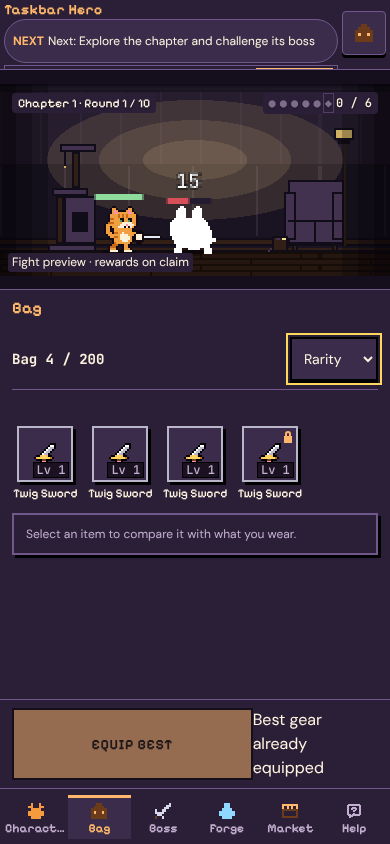 Taskbar Hero
NEXT Next: Explore the chapter and challenge its boss
Chapter 1 · Round 1 / 10
0 / 6
15
Fight preview · rewards on claim
Bag
Bag 4 / 200
Rarity
Lv 1
Lv 1
Lv 1
Lv 1
Twig Sword
Twig Sword
Twig Sword
Twig Sword
Select an item to compare it with what you wear.
EQUIP BEST
Best gear
already
equipped
Charact...
Bag
Boss
Forge
Market
Help